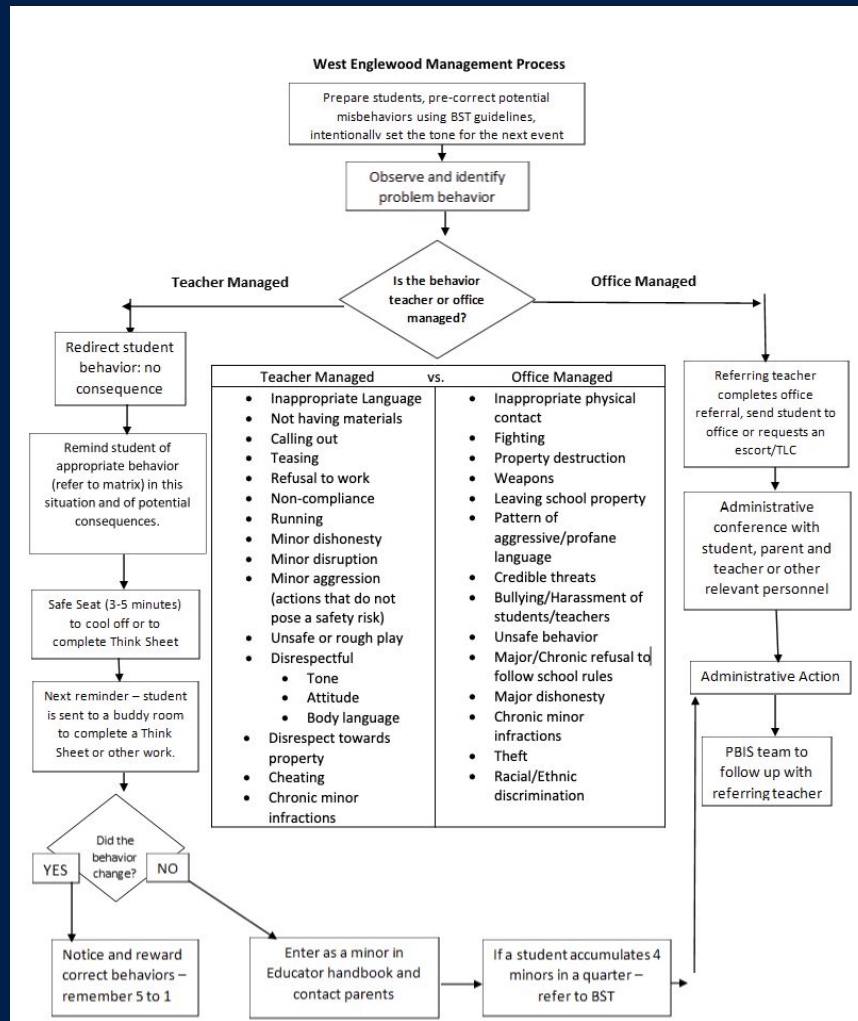 West Englewood Management Process
Prepare students, pre-correct potential
misbehaviors using BST guidelines,
intentionally set the tone for the next event
Observe and identify
problem behavior
Teacher Managed
Is the behavior
teacher or office
managed?
Office Managed
Redirect student
behavior: no
consequence
Remind student of
appropriate behavior
(refer to matrix) in this
situation and of potential
consequences.
Safe Seat (3-5 minutes)
to cool off or to
complete Think Sheet
Next reminder – student
is sent to a buddy room
to complete a Think
Sheet or other work.
Teacher Managed vs. Office Managed
• Inappropriate Language
• Not having materials
• Calling out
• Teasing
• Refusal to work
• Non-compliance
• Running
• Minor dishonesty
• Minor disruption
• Minor aggression
(actions that do not
pose a safety risk)
• Unsafe or rough play
• Disrespectful
• Tone
• Attitude
• Body language
• Disrespect towards
property
• Cheating
• Chronic minor
infractions
• Inappropriate physical
contact
• Fighting
• Property destruction
• Weapons
• Leaving school property
• Pattern of
aggressive/profane
language
• Credible threats
• Bullying/Harassment of
students/teachers
• Unsafe behavior
• Major/Chronic refusal to
follow school rules
• Major dishonesty
• Chronic minor
infractions
• Theft
• Racial/Ethnic
discrimination
Referring teacher
completes office
referral, send student to
office or requests an
escort/TLC
Administrative
conference with
student, parent and
teacher or other
relevant personnel
Administrative Action
PBIS team to
follow up with
referring teacher
Did the
behavior
change?
YES
NO
Notice and reward
correct behaviors –
remember 5 to 1
Enter as a minor in
Educator handbook and
contact parents
If a student accumulates 4
minors in a quarter –
refer to BST